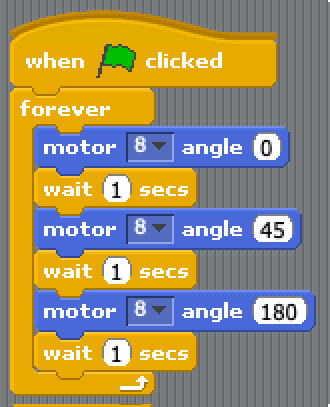 when clicked
forever
motor 8 angle 0
wait 1 secs
motor 8 angle 45
wait 1 secs
motor 8 angle 180
wait 1 secs